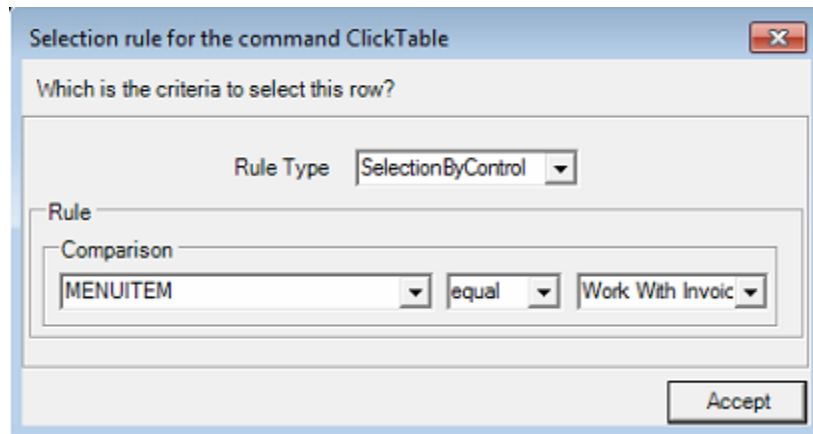 Selection rule for the command ClickTable
Which is the criteria to select this row?
Rule Type SelectionByControl
Rule
Comparison
MENUITEM equal Work With Invoic
Accept